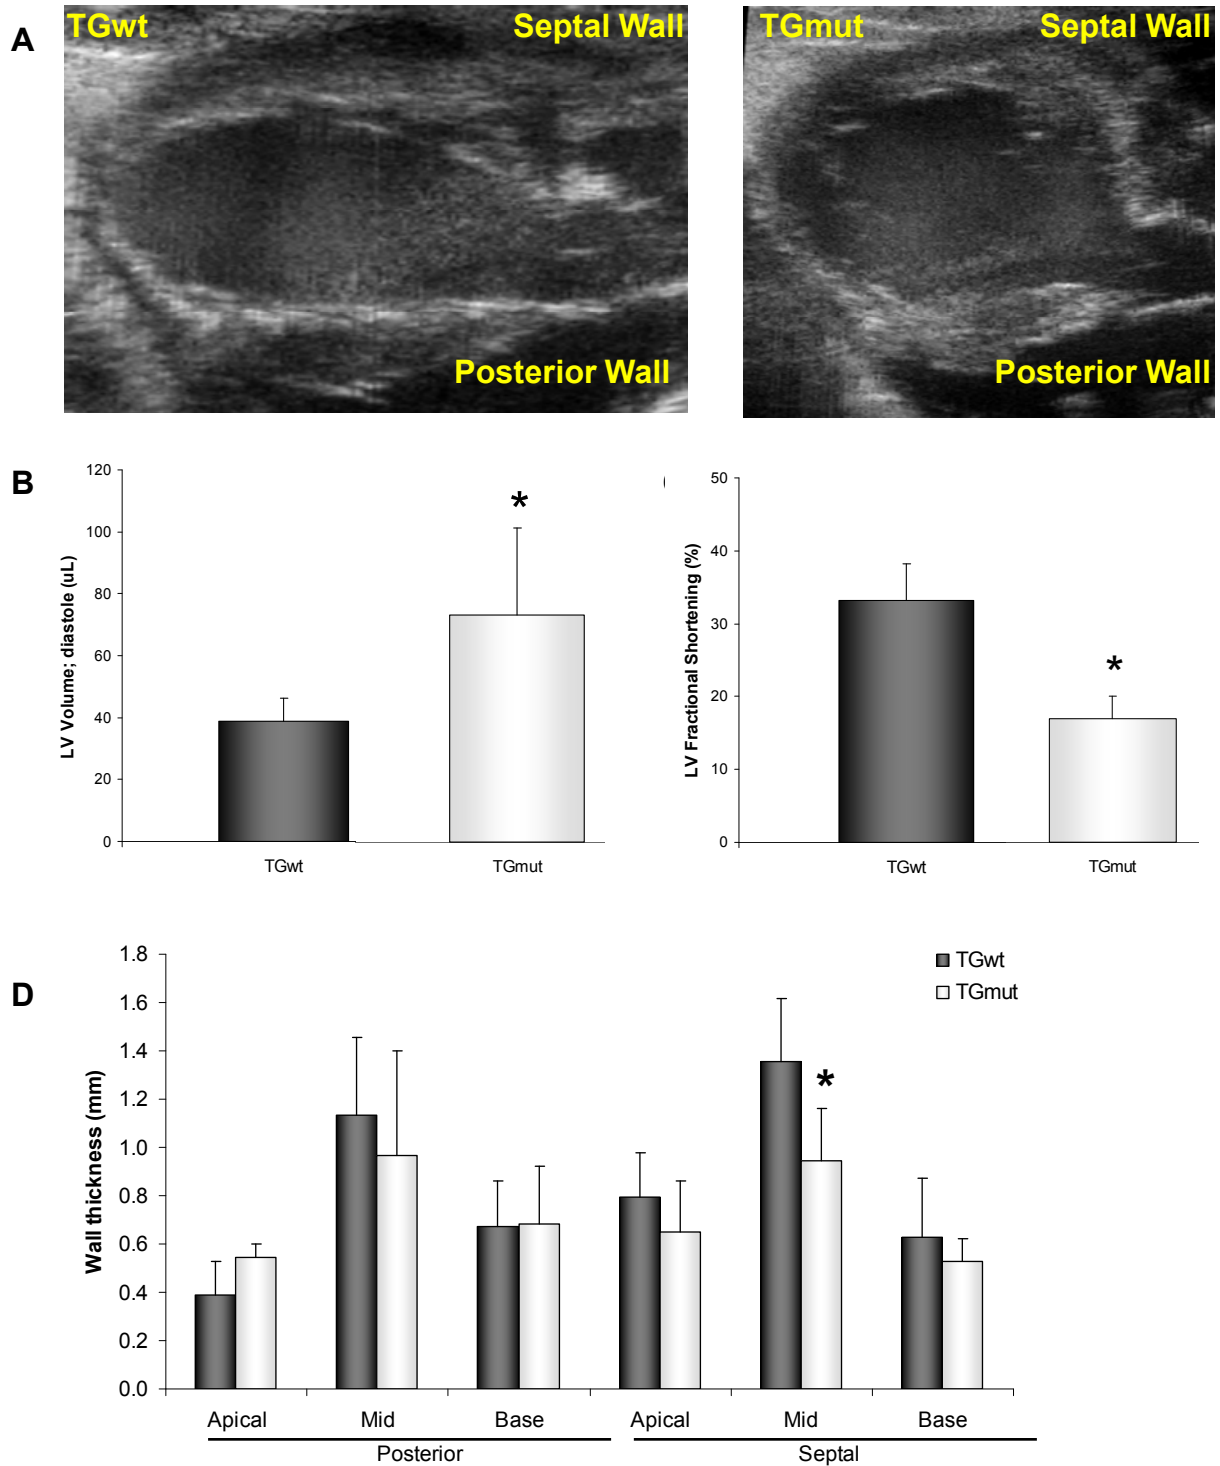 A
TGwt
Septal Wall
Posterior Wall
TGmut
Septal Wall
Posterior Wall
B
120
100
80
60
40
20
0
LV Volume; diastole (uL)
*
TGwt
TGmut
50
40
30
20
10
0
LV Fractional Shortening (%)
*
TGwt
TGmut
D
1.8
1.6
1.4
1.2
1.0
0.8
0.6
0.4
0.2
0.0
Wall thickness (mm)
TGwt
TGmut
*
Apical Mid Base Apical Mid Base
Posterior Septal